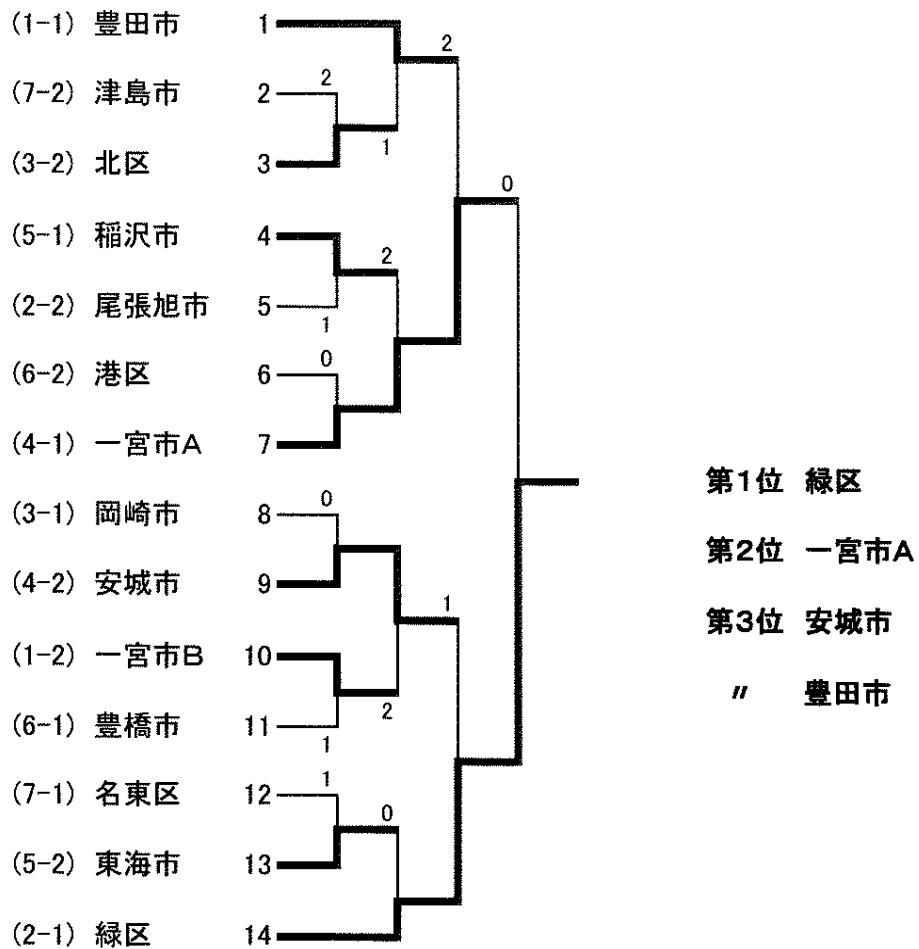 (1-1) 豊田市 1
2
(7-2) 津島市 2
2
(3-2) 北区 3
1
0
(5-1) 稲沢市 4
2
(2-2) 尾張旭市 5
1
(6-2) 港区 6
0
(4-1) 一宮市A 7
第1位 緑区
(3-1) 岡崎市 8
0
第2位 一宮市A
(4-2) 安城市 9
1
第3位 安城市
(1-2) 一宮市B 10
2
〃 豊田市
(6-1) 豊橋市 11
1
(7-1) 名東区 12
1
0
(5-2) 東海市 13
(2-1) 緑区 14